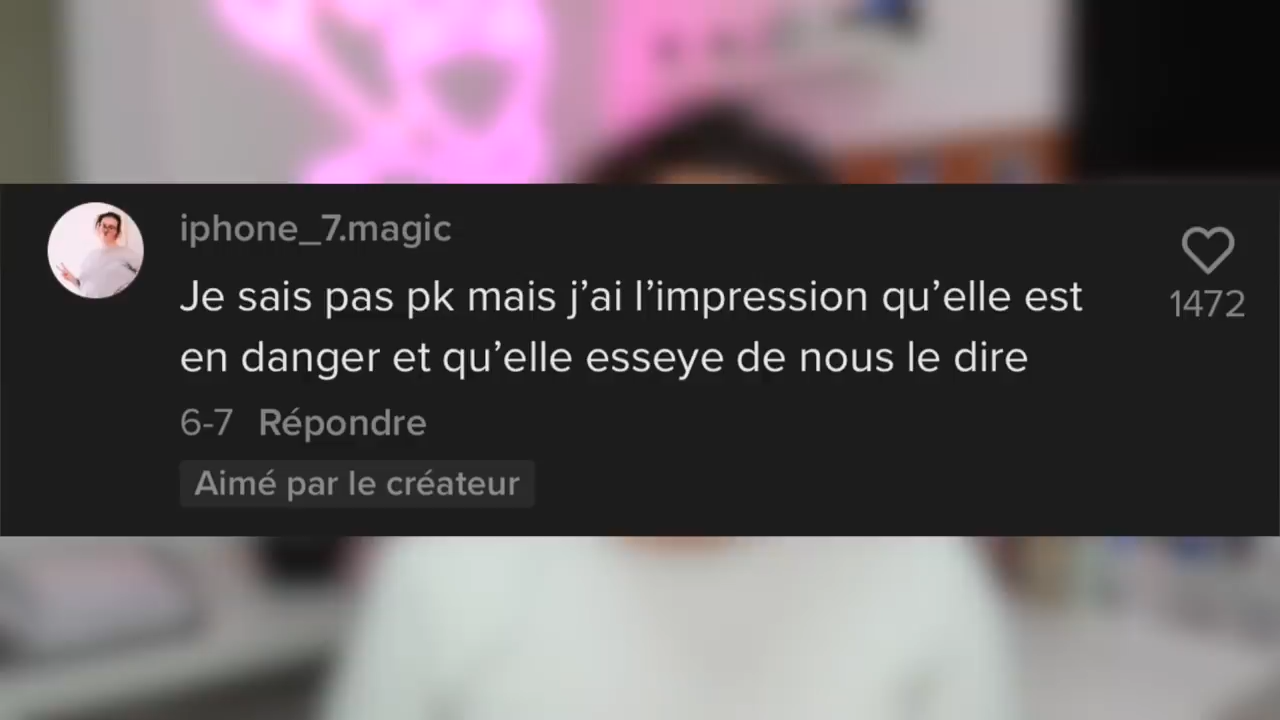 iphone_7.magic
Je sais pas pk mais j’ai l’impression qu’elle est
en danger et qu’elle esseye de nous le dire
1472
6-7 Répondre
Aimé par le créateur